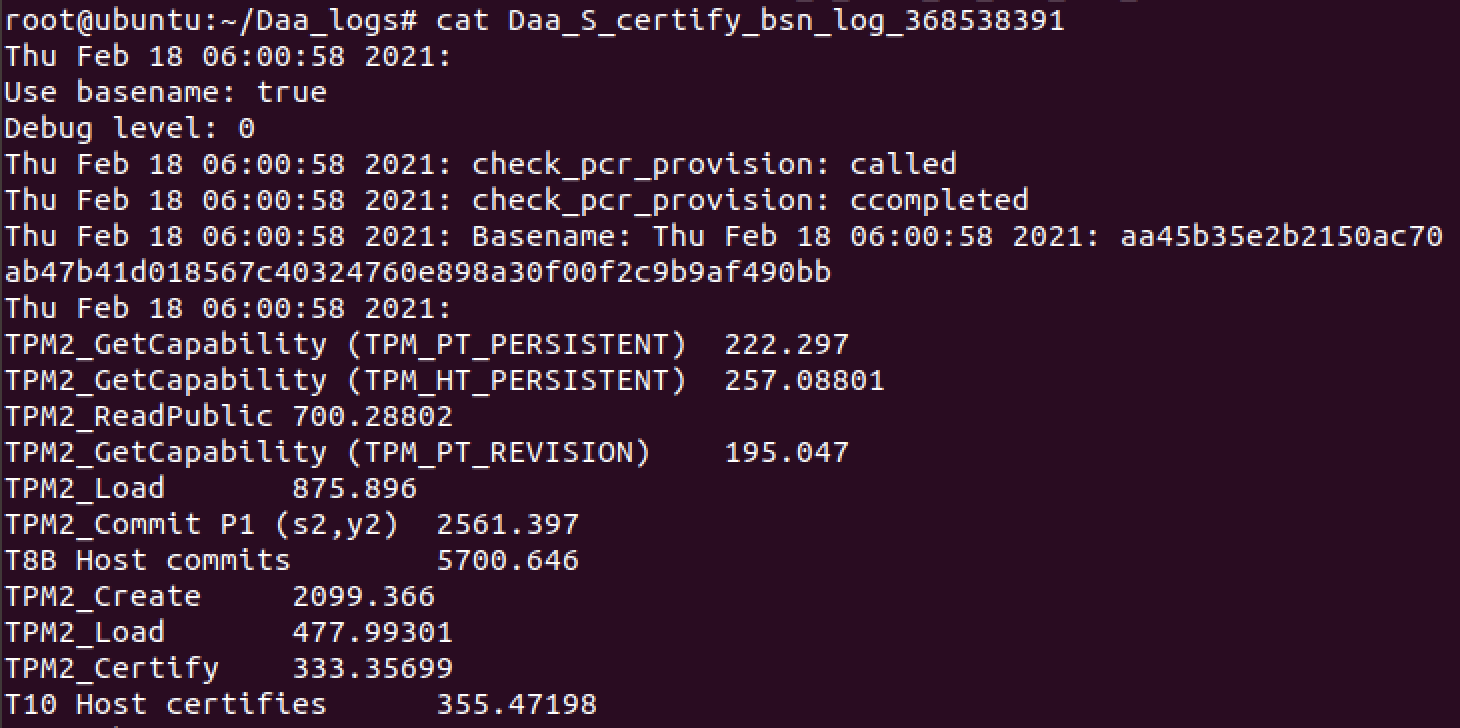 root@ubuntu:~/Daa_logs# cat Daa_S_certify_bsn_log_368538391
Thu Feb 18 06:00:58 2021:
Use basename: true
Debug level: 0
Thu Feb 18 06:00:58 2021: check_pcr_provision: called
Thu Feb 18 06:00:58 2021: check_pcr_provision: ccompleted
Thu Feb 18 06:00:58 2021: Basename: Thu Feb 18 06:00:58 2021: aa45b35e2b2150ac70
ab47b41d018567c40324760e898a30f00f2c9b9af490bb
Thu Feb 18 06:00:58 2021:
TPM2_GetCapability (TPM_PT_PERSISTENT)  222.297
TPM2_GetCapability (TPM_HT_PERSISTENT)  257.08801
TPM2_ReadPublic 700.28802
TPM2_GetCapability (TPM_PT_REVISION)    195.047
TPM2_Load       875.896
TPM2_Commit P1 (s2,y2)  2561.397
T8B Host commits        5700.646
TPM2_Create     2099.366
TPM2_Load       477.99301
TPM2_Certify    333.35699
T10 Host certifies      355.47198